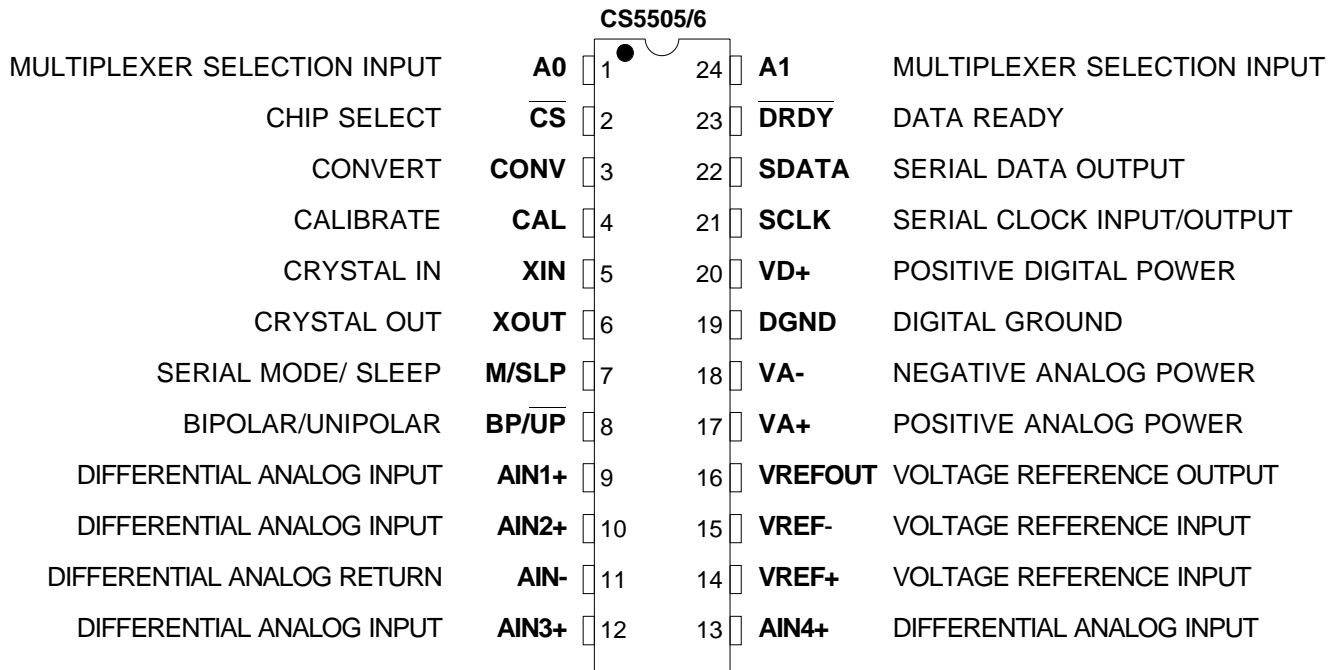 CS5505/6
MULTIPLEXER SELECTION INPUT A0 1 24 A1 MULTIPLEXER SELECTION INPUT
CHIP SELECT C̅S̅ 2 23 D̅R̅D̅Y̅ DATA READY
CONVERT CONV 3 22 SDATA SERIAL DATA OUTPUT
CALIBRATE CAL 4 21 SCLK SERIAL CLOCK INPUT/OUTPUT
CRYSTAL IN XIN 5 20 VD+ POSITIVE DIGITAL POWER
CRYSTAL OUT XOUT 6 19 DGND DIGITAL GROUND
SERIAL MODE/ SLEEP M/SLP 7 18 VA- NEGATIVE ANALOG POWER
BIPOLAR/UNIPOLAR BP/U̅P̅ 8 17 VA+ POSITIVE ANALOG POWER
DIFFERENTIAL ANALOG INPUT AIN1+ 9 16 VREFOUT VOLTAGE REFERENCE OUTPUT
DIFFERENTIAL ANALOG INPUT AIN2+ 10 15 VREF- VOLTAGE REFERENCE INPUT
DIFFERENTIAL ANALOG RETURN AIN- 11 14 VREF+ VOLTAGE REFERENCE INPUT
DIFFERENTIAL ANALOG INPUT AIN3+ 12 13 AIN4+ DIFFERENTIAL ANALOG INPUT